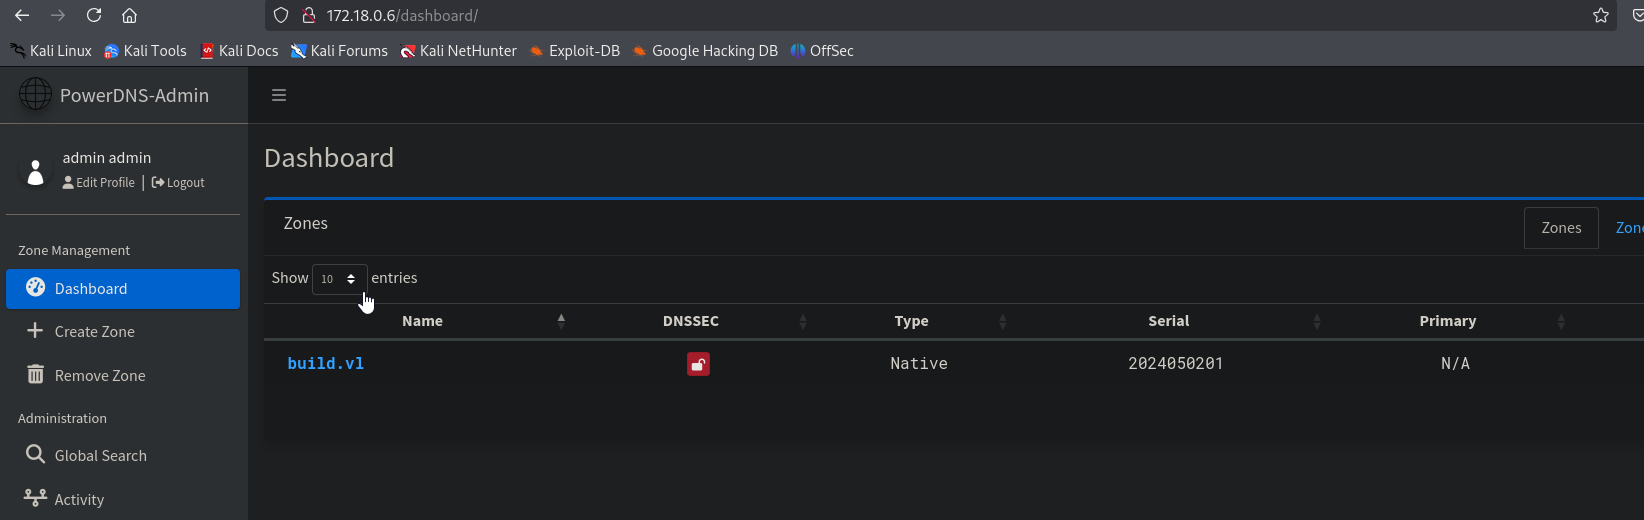 172.18.0.6/dashboard/
Kali Linux Kali Tools Kali Docs Kali Forums Kali NetHunter Exploit-DB Google Hacking DB OffSec
PowerDNS-Admin
admin admin
Edit Profile | Logout
Dashboard
Zones
Zones Zone
Show 10 entries
Zone Management
Dashboard
Create Zone
Remove Zone
Administration
Global Search
Activity
Name DNSSEC Type Serial Primary
build.vl Native 2024050201 N/A